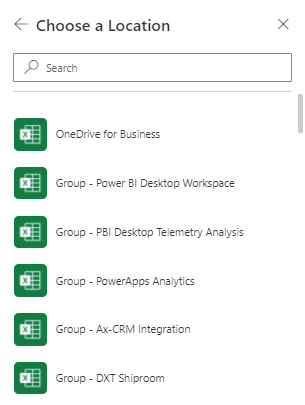 Choose a Location
Search
OneDrive for Business
Group - Power BI Desktop Workspace
Group - PBI Desktop Telemetry Analysis
Group - PowerApps Analytics
Group - Ax-CRM Integration
Group - DXT Shiproom